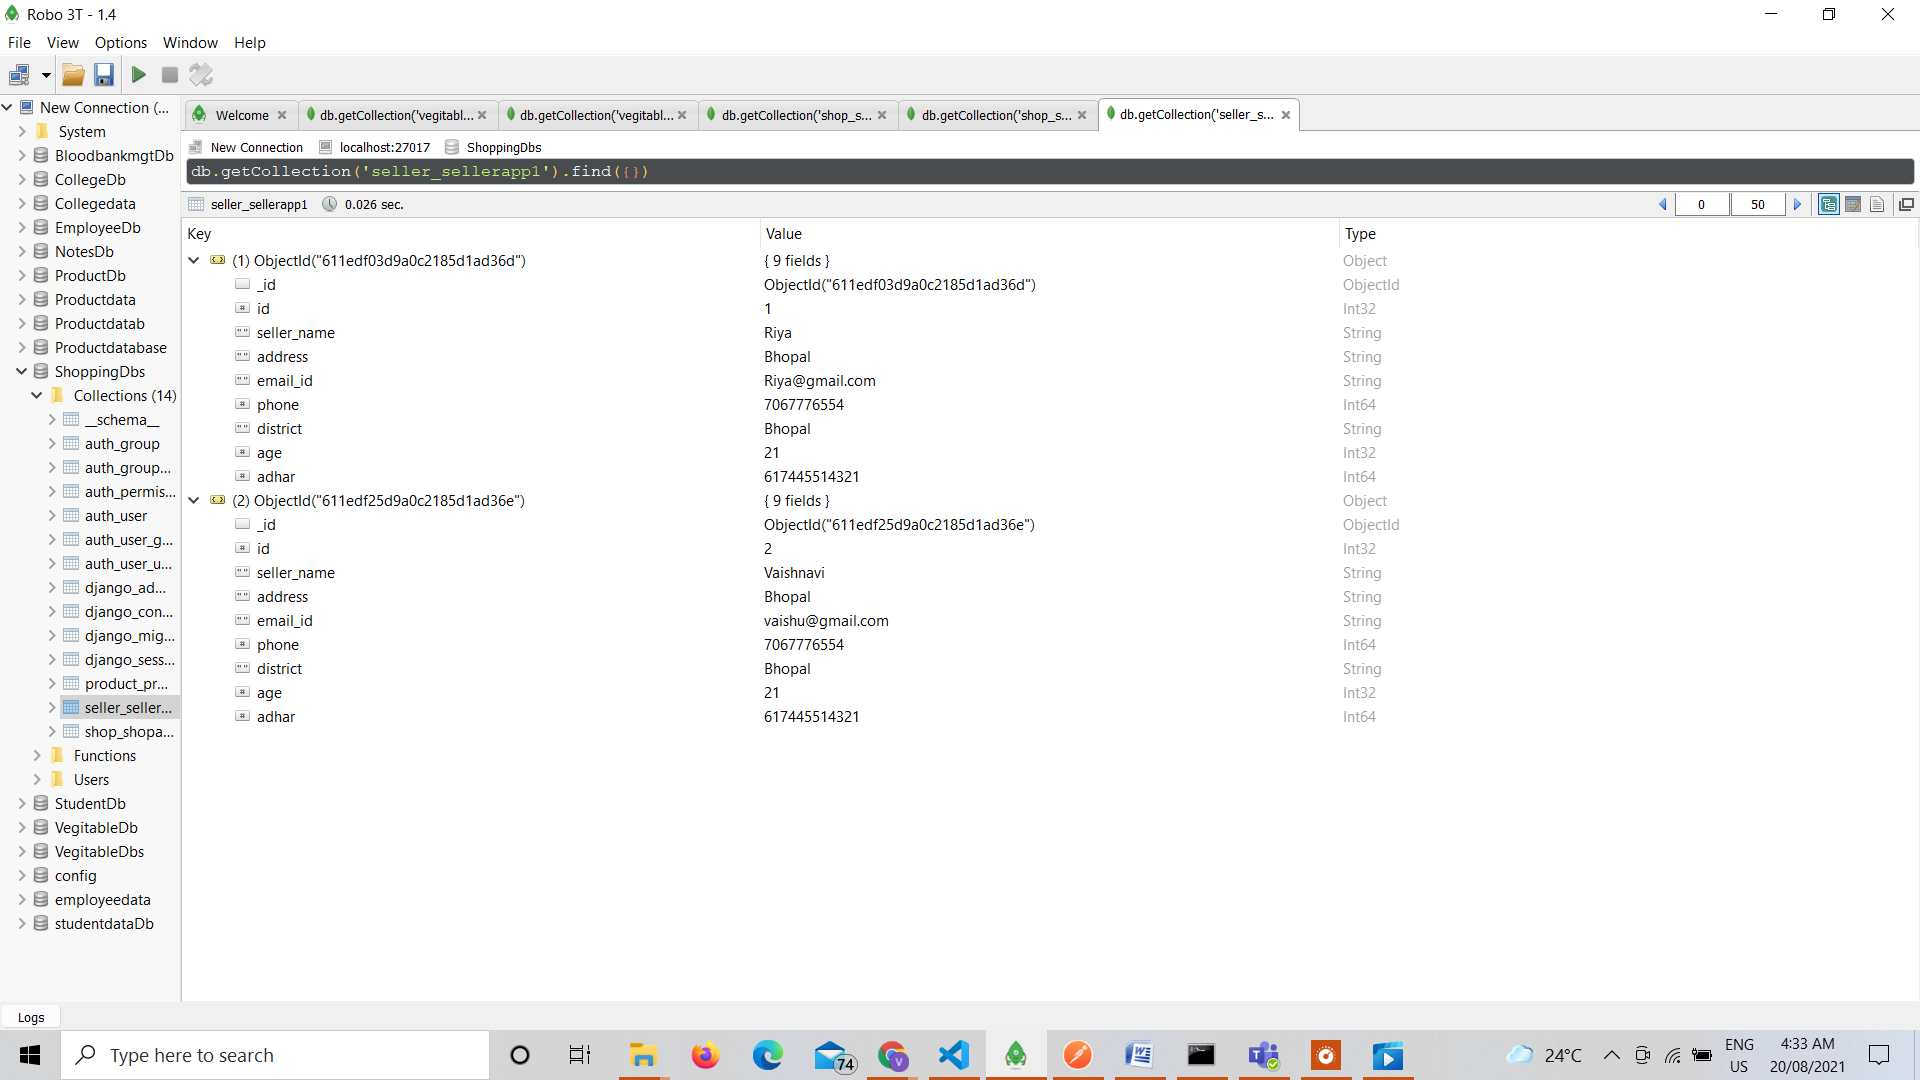 Robo 3T - 1.4
File View Options Window Help
New Connection (...
System
BloodbankmgtDb
CollegeDb
Collegedata
EmployeeDb
NotesDb
ProductDb
Productdata
Productdatab
Productdatabase
ShoppingDbs
Collections (14)
__schema__
auth_group
auth_group...
auth_permis...
auth_user
auth_user_g...
auth_user_u...
django_ad...
django_con...
django_mig...
django_sess...
product_pr...
seller_seller...
shop_shopa...
Functions
Users
StudentDb
VegitableDb
VegitableDbs
config
employeedata
studentdataDb
Welcome db.getCollection('vegitabl... db.getCollection('vegitabl... db.getCollection('shop_s... db.getCollection('shop_s... db.getCollection('seller_s...
New Connection localhost:27017 ShoppingDbs
db.getCollection('seller_sellerapp1').find({})
seller_sellerapp1 0.026 sec. 0 50
Key Value Type
(1) ObjectId("611edf03d9a0c2185d1ad36d") { 9 fields } Object
_id ObjectId("611edf03d9a0c2185d1ad36d") ObjectId
id 1 Int32
seller_name Riya String
address Bhopal String
email_id Riya@gmail.com String
phone 7067776554 Int64
district Bhopal String
age 21 Int32
adhar 617445514321 Int64
(2) ObjectId("611edf25d9a0c2185d1ad36e") { 9 fields } Object
_id ObjectId("611edf25d9a0c2185d1ad36e") ObjectId
id 2 Int32
seller_name Vaishnavi String
address Bhopal String
email_id vaishu@gmail.com String
phone 7067776554 Int64
district Bhopal String
age 21 Int32
adhar 617445514321 Int64
Logs
Type here to search 74 24°C ENG US 4:33 AM 20/08/2021